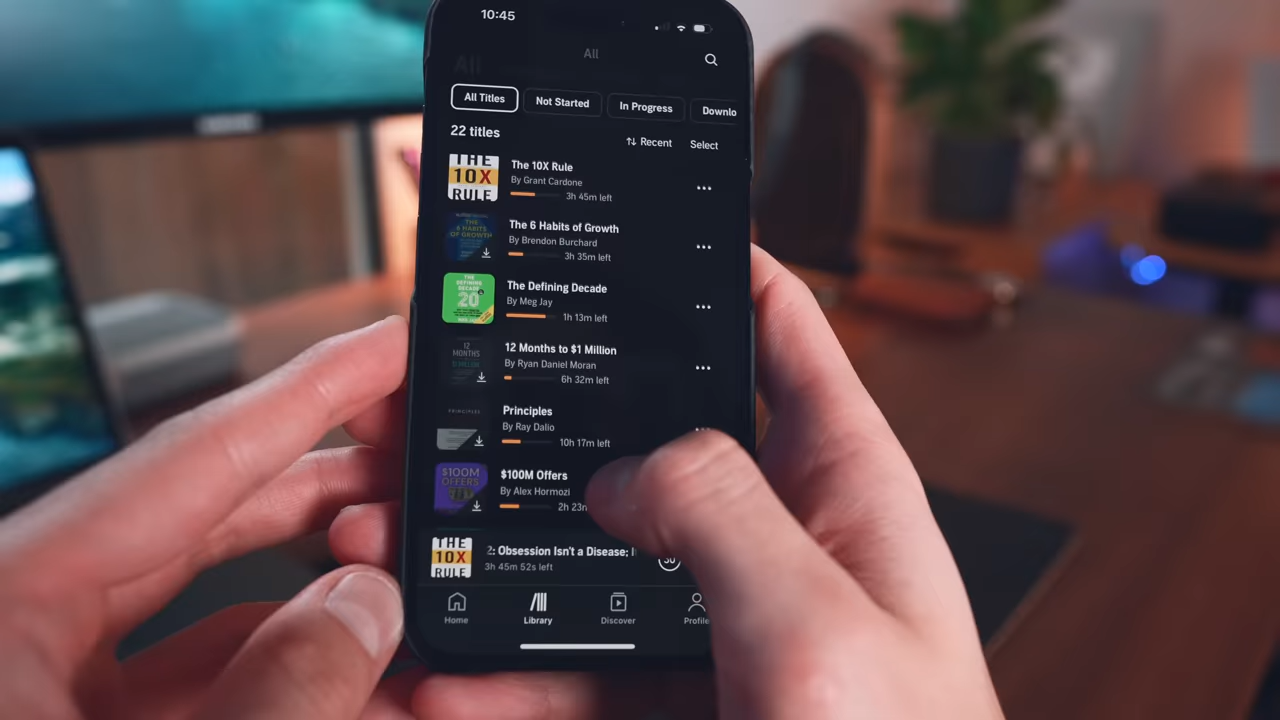 10:45
All
All Titles
Not Started
In Progress
Downlo
22 titles
Recent
Select
THE
10X
RULE
The 10X Rule
By Grant Cardone
3h 45m left
THE
6 HABITS
OF GROWTH
The 6 Habits of Growth
By Brendon Burchard
3h 35m left
THE
DEFINING
DECADE
20
The Defining Decade
By Meg Jay
1h 13m left
12
MONTHS
12 Months to $1 Million
By Ryan Daniel Moran
6h 32m left
PRINCIPLES
Principles
By Ray Dalio
10h 17m left
$100M
OFFERS
$100M Offers
By Alex Hormozi
2h 23m
THE
10X
RULE
2: Obsession Isn't a Disease; I
3h 45m 52s left
30
Home
Library
Discover
Profile